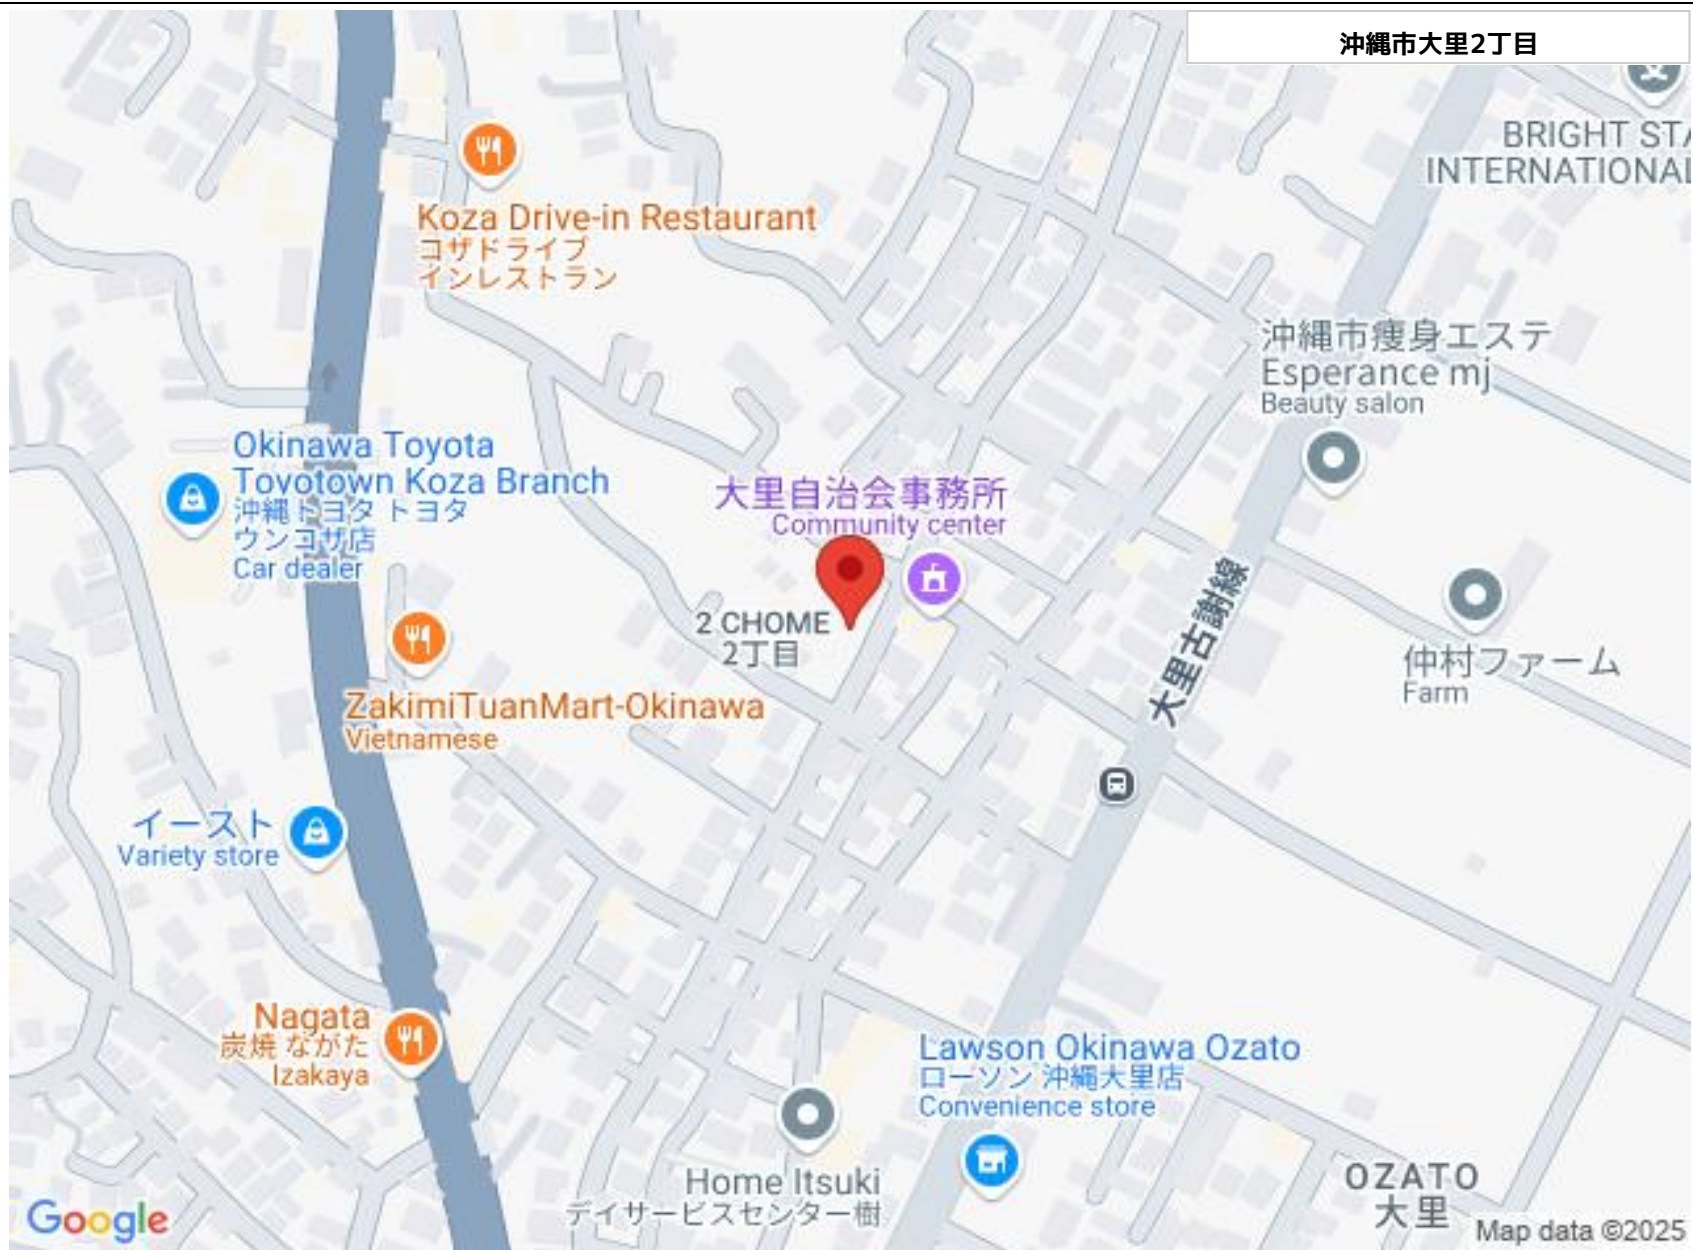 沖縄市大里2丁目
BRIGHT STA
INTERNATIONAL
Koza Drive-in Restaurant
コザドライブ
インレストラン
沖縄市痩身エステ
Esperance mj
Beauty salon
Okinawa Toyota
Toyotown Koza Branch
沖縄トヨタ トヨタ
ウンコザ店
Car dealer
大里自治会事務所
Community center
2 CHOME
2丁目
大里古謝線
仲村ファーム
Farm
ZakimiTuanMart-Okinawa
Vietnamese
イースト
Variety store
Nagata
炭焼 ながた
Izakaya
Lawson Okinawa Ozato
ローソン 沖縄大里店
Convenience store
Home Itsuki
デイサービスセンター樹
OZATO
大里
Google
Map data ©2025